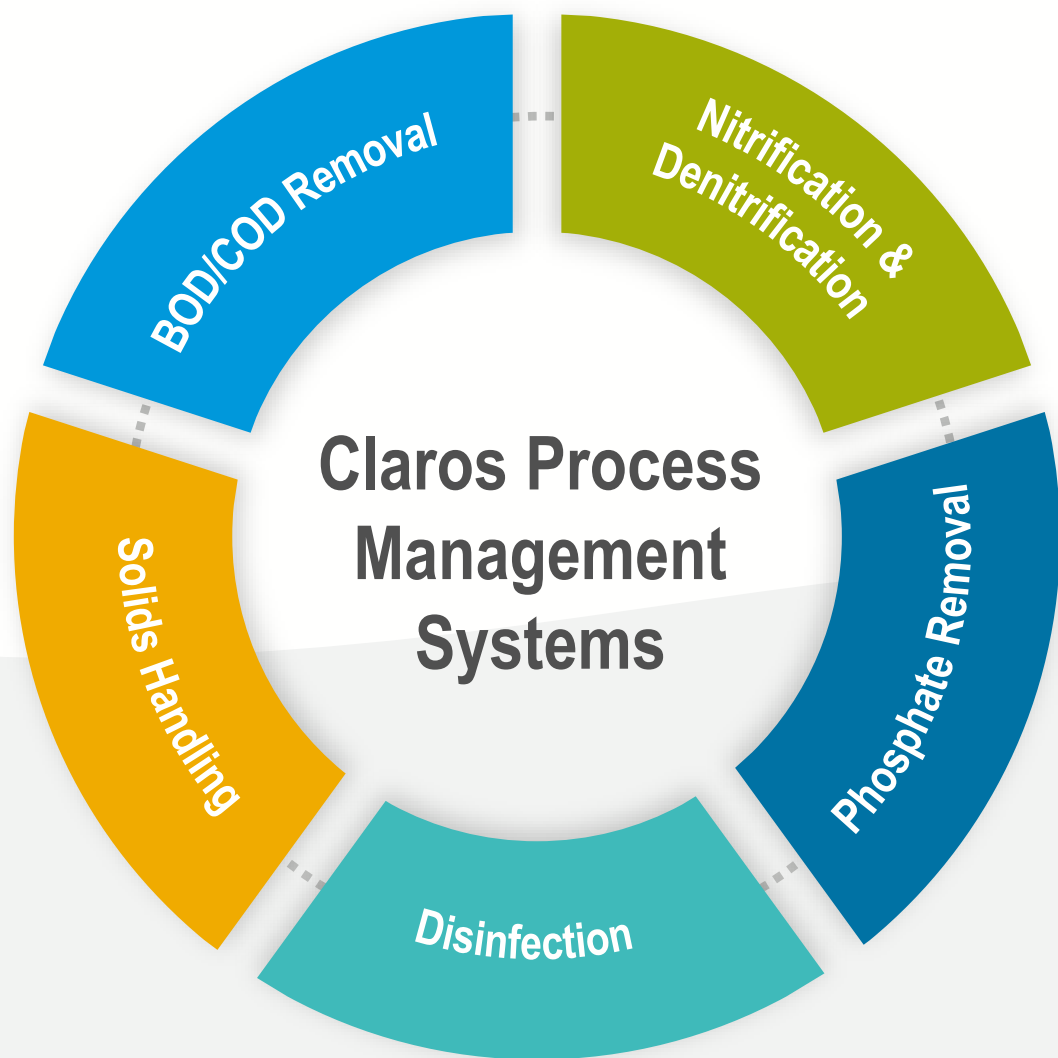 BOD/COD Removal
Nitrification &
Denitrification
Claros Process
Management
Systems
Solids Handling
Phosphate Removal
Disinfection